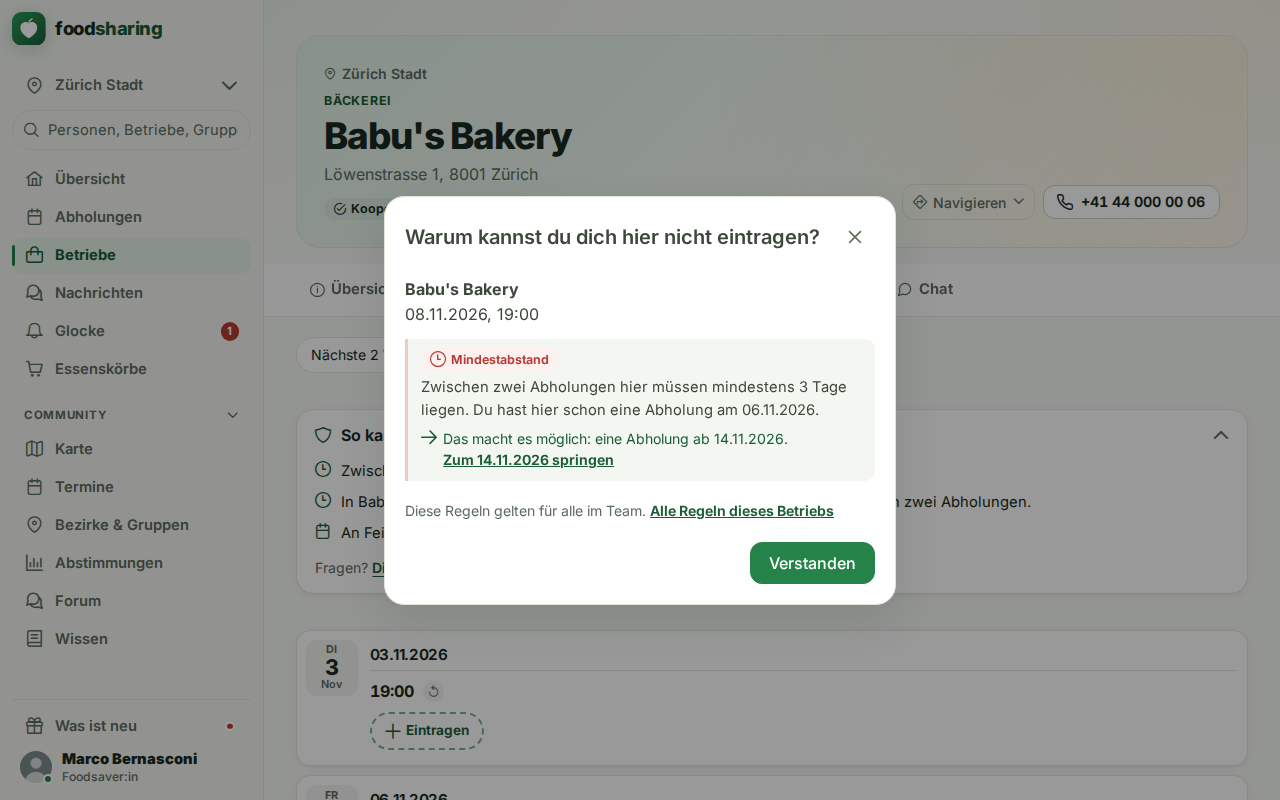 foodsharing
Zürich Stadt
Personen, Betriebe, Grupp
Übersicht
Abholungen
Betriebe
Nachrichten
Glocke
1
Essenskörbe
COMMUNITY
Karte
Termine
Bezirke & Gruppen
Abstimmungen
Forum
Wissen
Was ist neu
Marco Bernasconi
Foodsaver:in
Zürich Stadt
BÄCKEREI
Babu's Bakery
Löwenstrasse 1, 8001 Zürich
Navigieren
+41 44 000 00 06
Chat
Warum kannst du dich hier nicht eintragen?
Babu's Bakery
08.11.2026, 19:00
Mindestabstand
Zwischen zwei Abholungen hier müssen mindestens 3 Tage
liegen. Du hast hier schon eine Abholung am 06.11.2026.
Das macht es möglich: eine Abholung ab 14.11.2026.
Zum 14.11.2026 springen
Diese Regeln gelten für alle im Team. Alle Regeln dieses Betriebs
Verstanden
Nächste 2
So ka
In Bab
zwei Abholungen.
An Fei
Fragen?
DI
3
Nov
03.11.2026
19:00
Eintragen
FR
06.11.2026